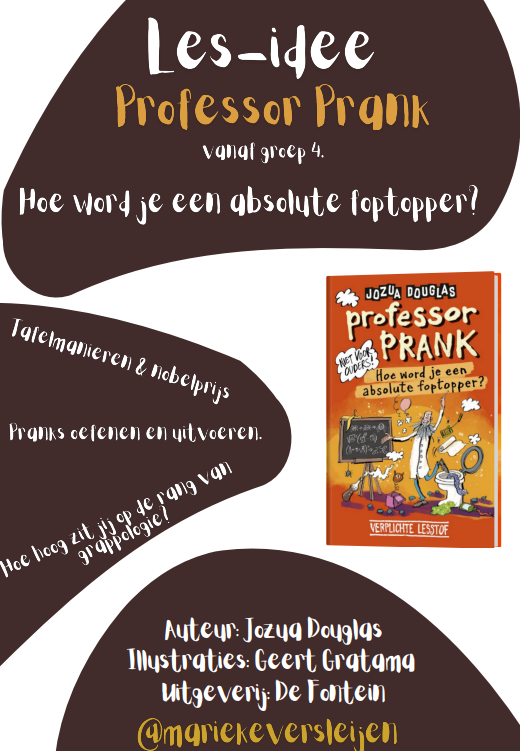 Les-idee
Professor Prank
vanaf groep 4.
Hoe word je een absolute foptopper?
JOZUA DOUGLAS
professor
PRANK
NIET VOOR
OUDERS!
Hoe word je een
absolute foptopper?
VERPLICHTE LESSTOF
Tafelmanieren & nobelprijs
Pranks oefenen en uitvoeren.
Hoe hoog zit jij op de rang van
grappologie?
Auteur: Jozua Douglas
Illustraties: Geert Gratama
Uitgeverij: De Fontein
@mariekeversleijen